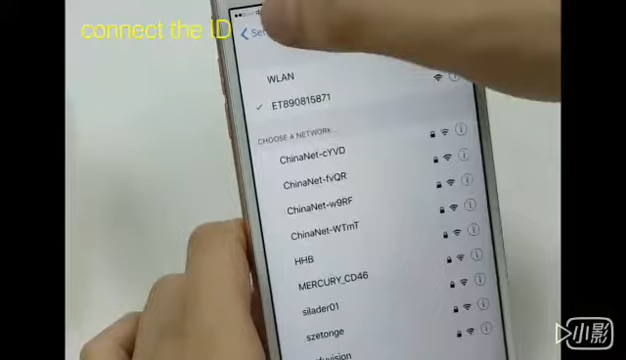 connect the ID
WLAN
ET890815871
CHOOSE A NETWORK...
ChinaNet-cYVD
ChinaNet-fvQR
ChinaNet-w9RF
ChinaNet-WTmT
HHB
MERCURY_CD46
silader01
szetonge
小影